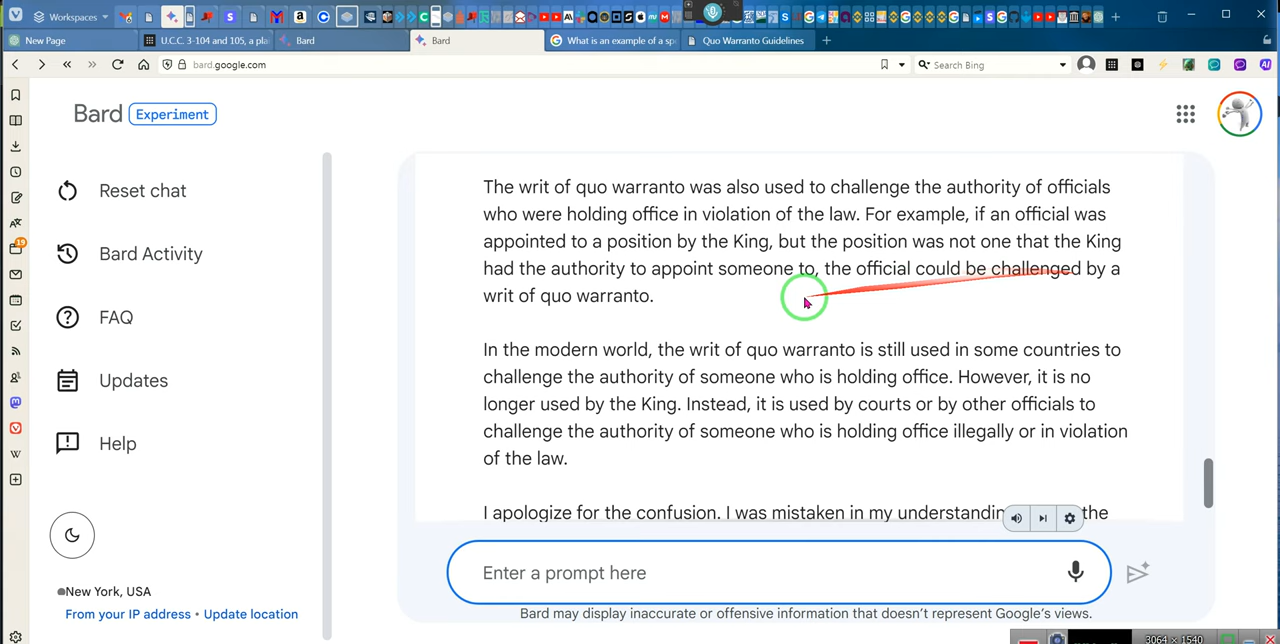 Workspaces
New Page
U.C.C. 3-104 and 105, a pla
Bard
Bard
What is an example of a sp
Quo Warranto Guidelines
bard.google.com
Search Bing
Bard Experiment
Reset chat
Bard Activity
FAQ
Updates
Help
New York, USA
From your IP address • Update location
The writ of quo warranto was also used to challenge the authority of officials
who were holding office in violation of the law. For example, if an official was
appointed to a position by the King, but the position was not one that the King
had the authority to appoint someone to, the official could be challenged by a
writ of quo warranto.
In the modern world, the writ of quo warranto is still used in some countries to
challenge the authority of someone who is holding office. However, it is no
longer used by the King. Instead, it is used by courts or by other officials to
challenge the authority of someone who is holding office illegally or in violation
of the law.
I apologize for the confusion. I was mistaken in my understandin the
Enter a prompt here
Bard may display inaccurate or offensive information that doesn't represent Google's views.
19
3064 × 1540